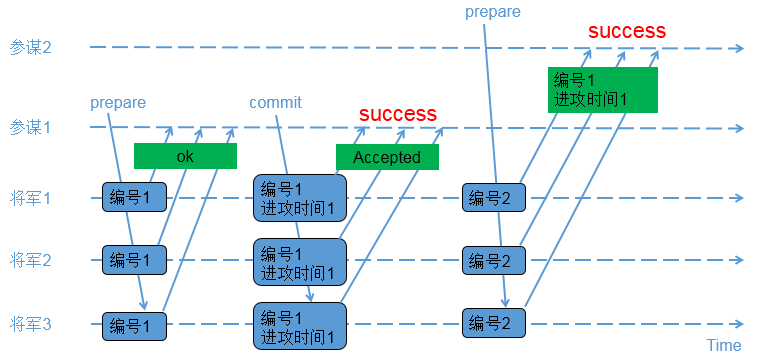 prepare
success
参谋2
编号1
进攻时间1
prepare
commit
success
参谋1
ok
Accepted
将军1
编号1
编号1
进攻时间1
编号2
将军2
编号1
编号1
进攻时间1
编号2
将军3
编号1
编号1
进攻时间1
编号2
Time